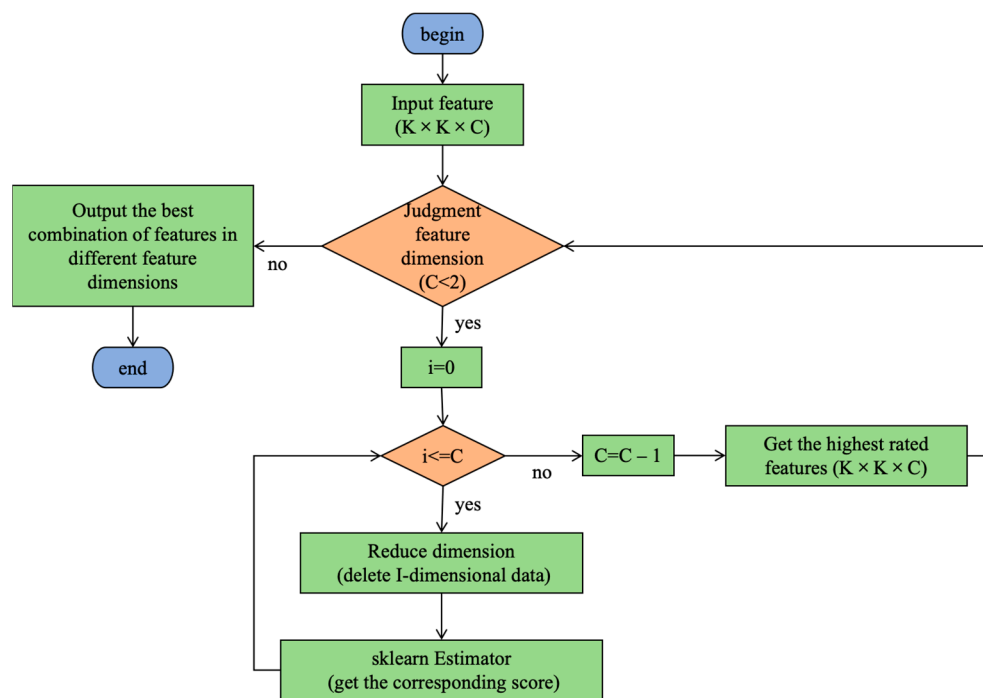 begin
Input feature
(K × K × C)
Judgment
feature
dimension
(C<2)
Output the best
combination of features in
different feature
dimensions
no
yes
end
i=0
i<=C
no
C=C – 1
Get the highest rated
features (K × K × C)
yes
Reduce dimension
(delete I-dimensional data)
sklearn Estimator
(get the corresponding score)